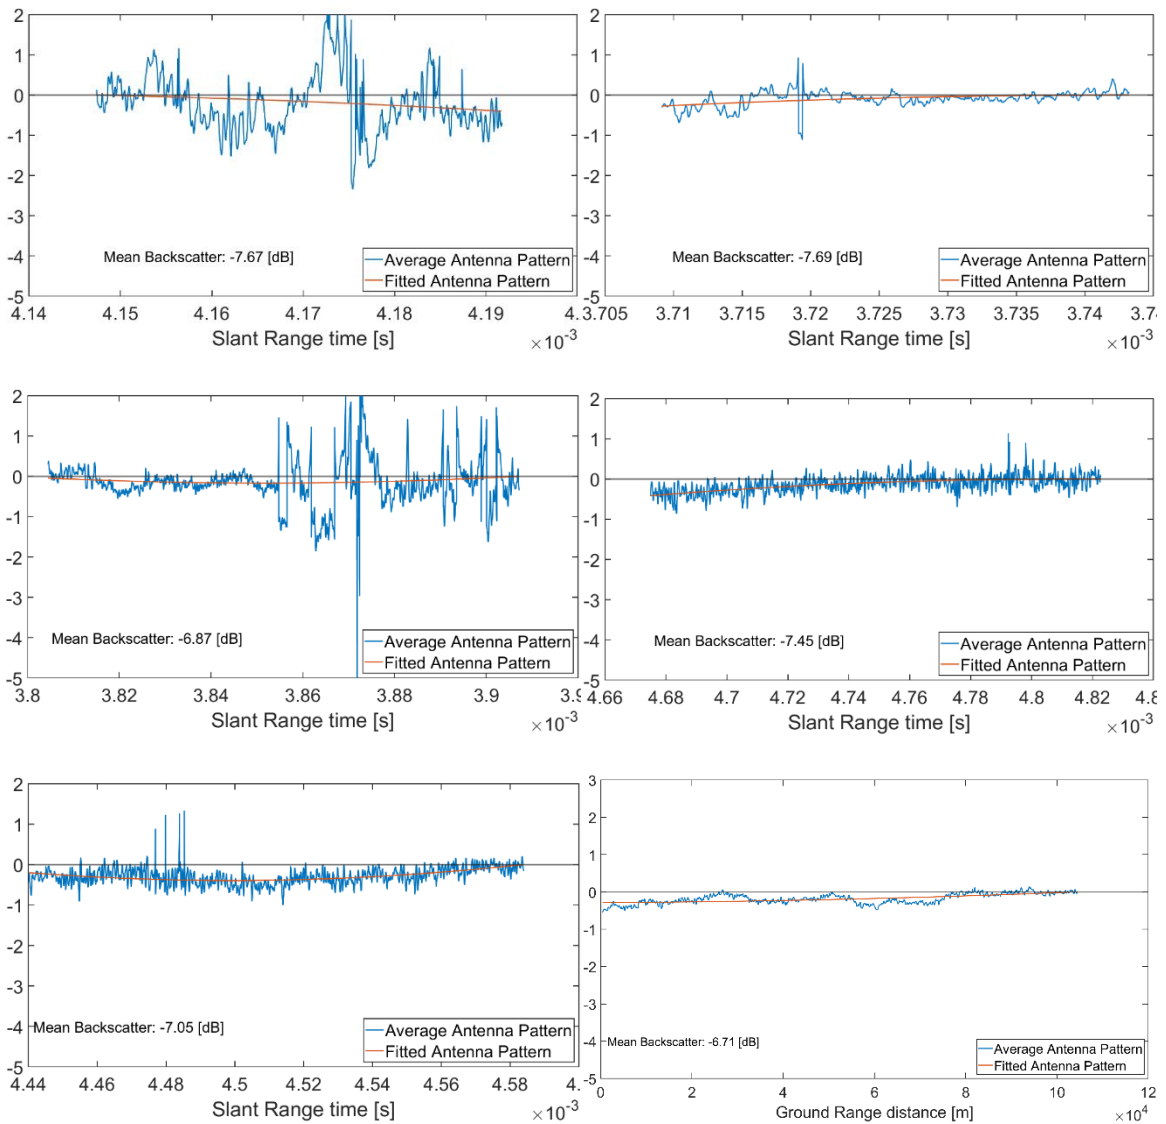 2
1
0
-1
-2
-3
-4
-5
Mean Backscatter: -7.67 [dB]
Average Antenna Pattern
Fitted Antenna Pattern
4.14 4.15 4.16 4.17 4.18 4.19
Slant Range time [s]
×10-3
2
1
0
-1
-2
-3
-4
-5
Mean Backscatter: -7.69 [dB]
Average Antenna Pattern
Fitted Antenna Pattern
3.705 3.71 3.715 3.72 3.725 3.73 3.735 3.74
Slant Range time [s]
×10-3
2
1
0
-1
-2
-3
-4
-5
Mean Backscatter: -6.87 [dB]
Average Antenna Pattern
Fitted Antenna Pattern
3.8 3.82 3.84 3.86 3.88 3.9
Slant Range time [s]
×10-3
2
1
0
-1
-2
-3
-4
-5
Mean Backscatter: -7.45 [dB]
Average Antenna Pattern
Fitted Antenna Pattern
4.66 4.68 4.7 4.72 4.74 4.76 4.78 4.8 4.82
Slant Range time [s]
×10-3
2
1
0
-1
-2
-3
-4
-5
Mean Backscatter: -7.05 [dB]
Average Antenna Pattern
Fitted Antenna Pattern
4.44 4.46 4.48 4.5 4.52 4.54 4.56 4.58
Slant Range time [s]
×10-3
3
2
1
0
-1
-2
-3
-4
-5
Mean Backscatter: -6.71 [dB]
Average Antenna Pattern
Fitted Antenna Pattern
0 2 4 6 8 10 12
Ground Range distance [m]
×104